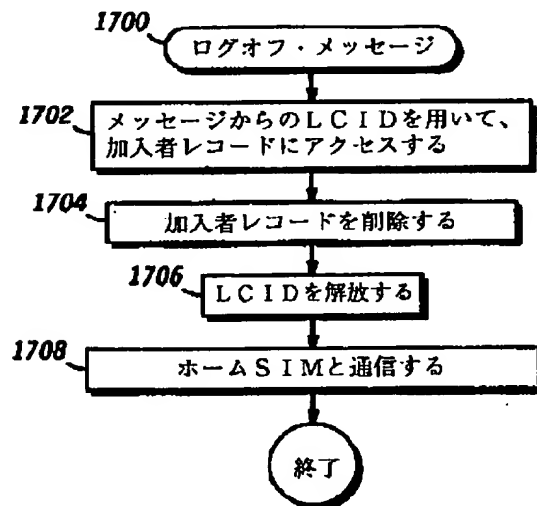 1700
ログオフ・メッセージ
1702
メッセージからのLCIDを用いて、
加入者レコードにアクセスする
1704
加入者レコードを削除する
1706
LCIDを解放する
1708
ホームSIMと通信する
終了